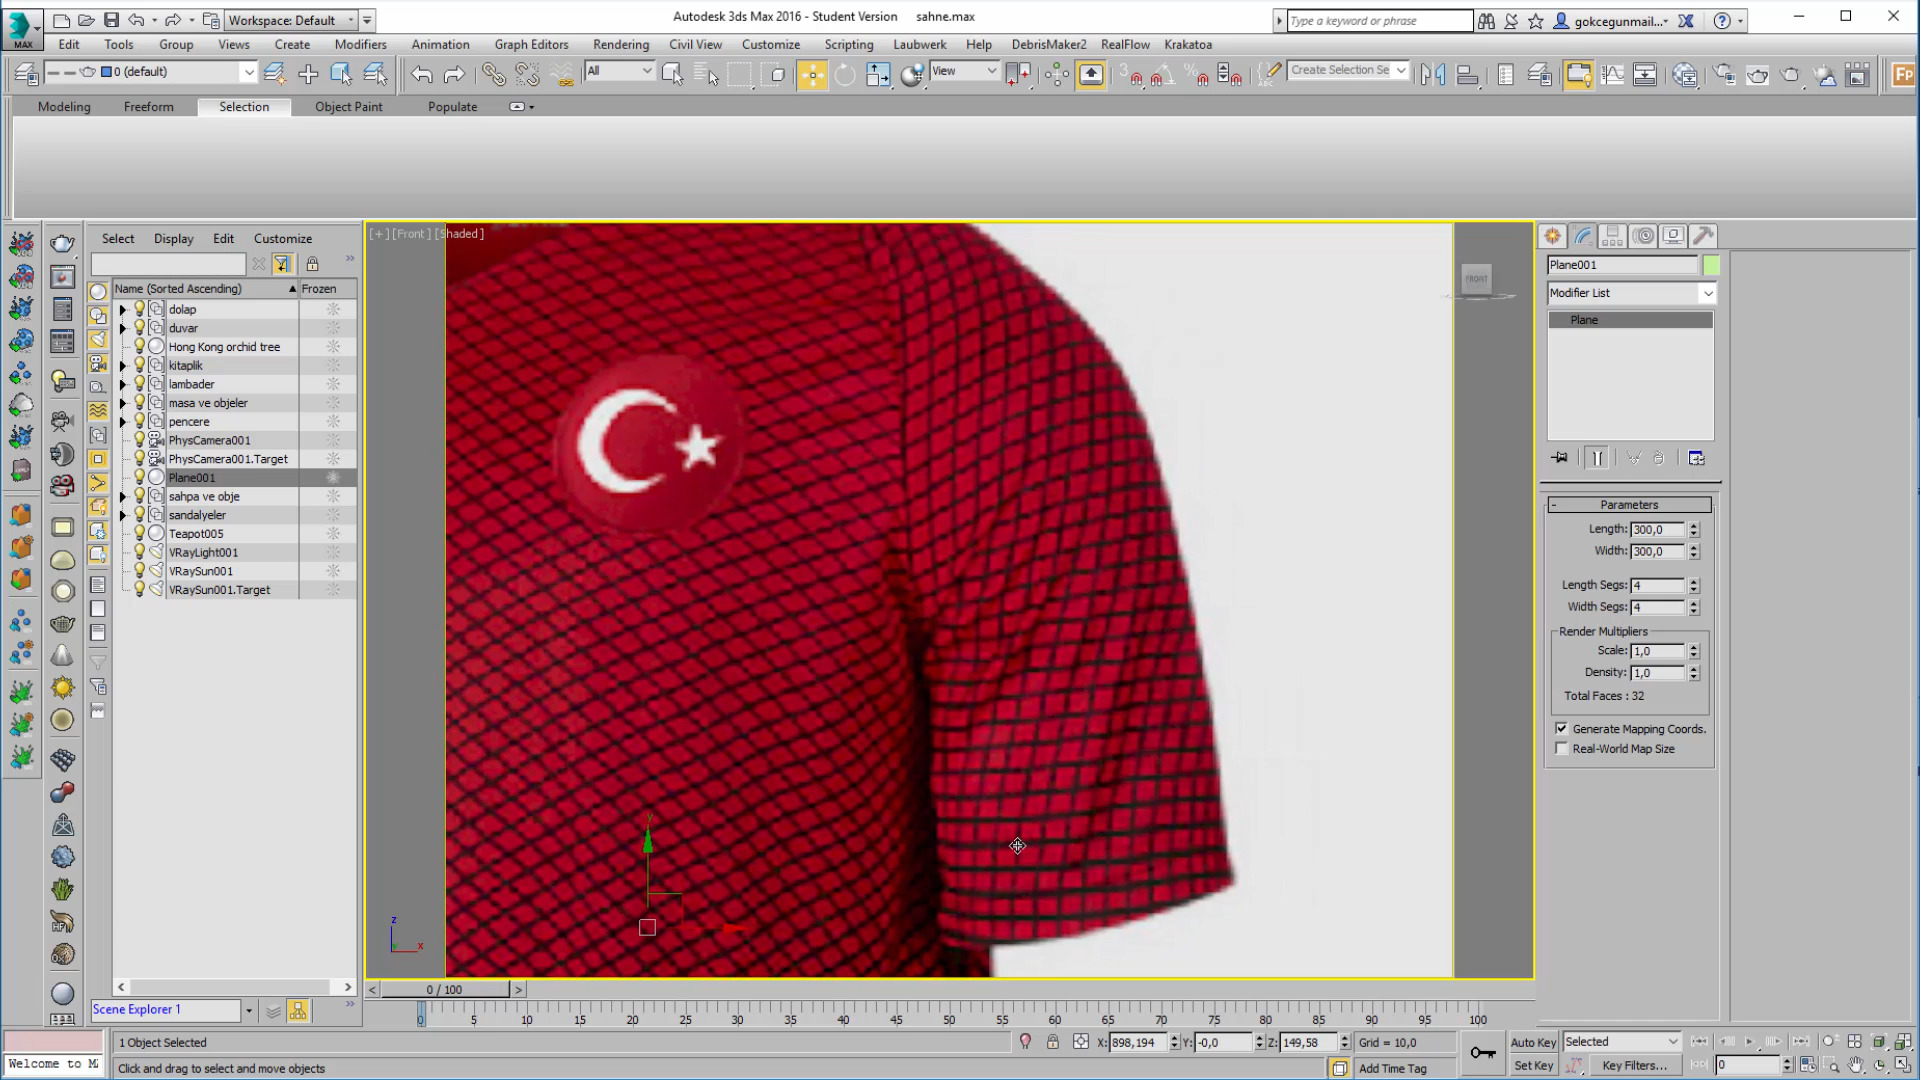 Workspace: Default
Autodesk 3ds Max 2016 - Student Version sahne.max
Type a keyword or phrase
gokcegunmail...
MAX
Edit Tools Group Views Create Modifiers Animation Graph Editors Rendering Civil View Customize Scripting Laubwerk Help DebrisMaker2 RealFlow Krakatoa
0 (default)
All
View
Create Selection Se
Modeling Freeform Selection Object Paint Populate
Select Display Edit Customize
Name (Sorted Ascending) Frozen
dolap
duvar
Hong Kong orchid tree
kitaplik
lambader
masa ve objeler
pencere
PhysCamera001
PhysCamera001.Target
Plane001
sahpa ve obje
sandalyeler
Teapot005
VRayLight001
VRaySun001
VRaySun001.Target
Scene Explorer 1
[+] [Front] [Shaded]
FRONT
y
z
x
Plane001
Modifier List
Plane
Parameters
Length: 300,0
Width: 300,0
Length Segs: 4
Width Segs: 4
Render Multipliers
Scale: 1,0
Density: 1,0
Total Faces : 32
Generate Mapping Coords.
Real-World Map Size
0 / 100
0 5 10 15 20 25 30 35 40 45 50 55 60 65 70 75 80 85 90 95 100
1 Object Selected
X: 898,194 Y: -0,0 Z: 149,58 Grid = 10,0
Auto Key Selected
Welcome to M
Click and drag to select and move objects
Add Time Tag
Set Key Key Filters... 0